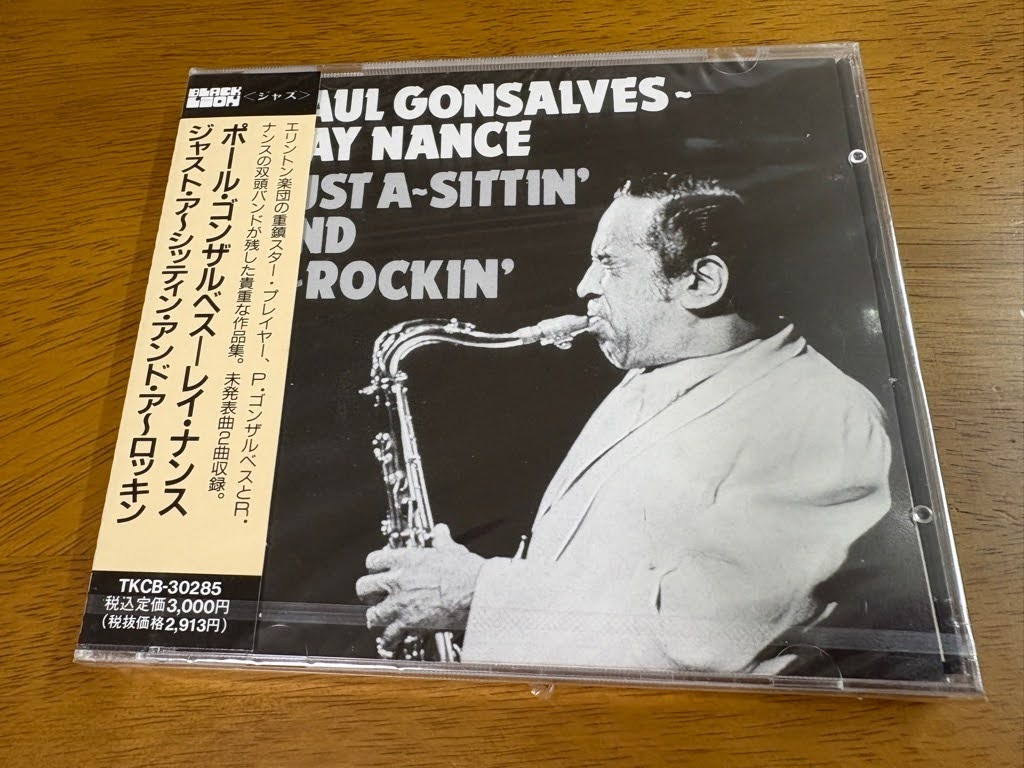 BLACK LION
<ジャズ>
エリントン楽団の重鎮スター・プレイヤー、P・ゴンザルベスとR・
ナンスの双頭バンドが残した貴重な作品集。未発表曲2曲収録。
ポール・ゴンザルベス―レイ・ナンス
ジャスト・ア〜シッティン・アンド・ア〜ロッキン
TKCB-30285
税込定価3,000円
(税抜価格2,913円)
AUL GONSALVES~
AY NANCE
UST A~SITTIN'
ND
~ROCKIN'